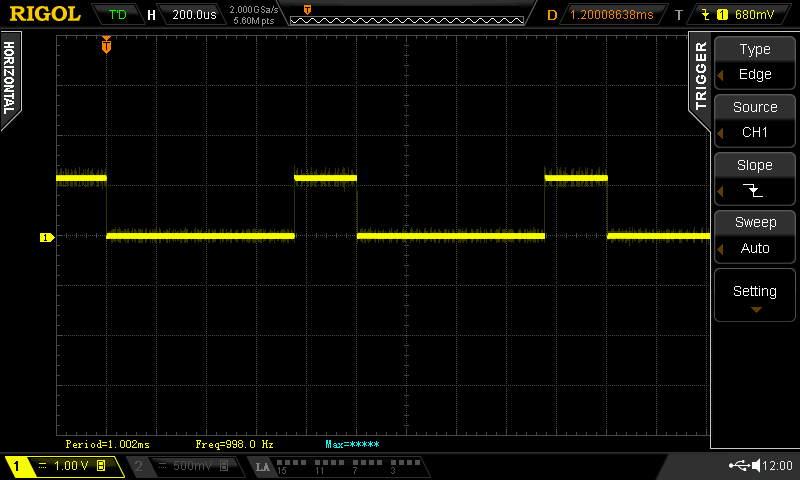 RIGOL T'D H 200.0us 2.000GSa/s 5.60M pts T D 1.20008638ms T 1 680mV
HORIZONTAL
T
TRIGGER
Type
Edge
Source
CH1
Slope
Sweep
Auto
Setting
1
Period=1.002ms Freq=998.0 Hz Max=*****
1 1.00 V B 2 500mV B LA 15 11 7 3 12:00